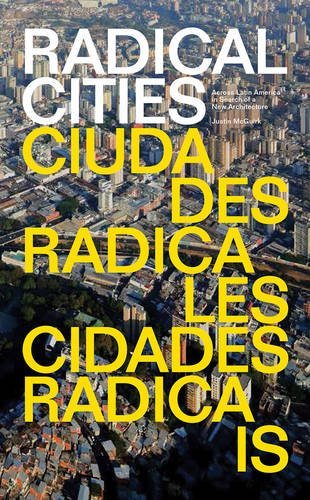 RADICAL
CITIES
Across Latin America
in Search of a
New Architecture
Justin McGuirk
CIUDA
DES
RADICA
LES
CIDADES
RADICA
IS